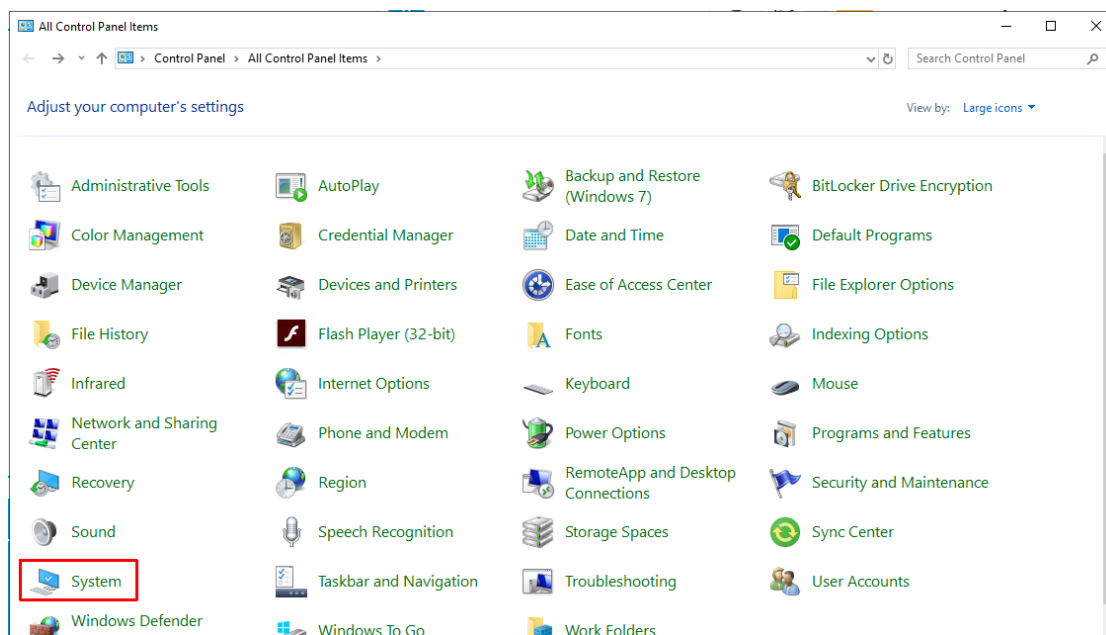 All Control Panel Items
Control Panel > All Control Panel Items >
Search Control Panel
Adjust your computer's settings
View by: Large icons
Administrative Tools
AutoPlay
Backup and Restore
(Windows 7)
BitLocker Drive Encryption
Color Management
Credential Manager
Date and Time
Default Programs
Device Manager
Devices and Printers
Ease of Access Center
File Explorer Options
File History
Flash Player (32-bit)
Fonts
Indexing Options
Infrared
Internet Options
Keyboard
Mouse
Network and Sharing
Center
Phone and Modem
Power Options
Programs and Features
Recovery
Region
RemoteApp and Desktop
Connections
Security and Maintenance
Sound
Speech Recognition
Storage Spaces
Sync Center
System
Taskbar and Navigation
Troubleshooting
User Accounts
Windows Defender
Windows To Go
Work Folders